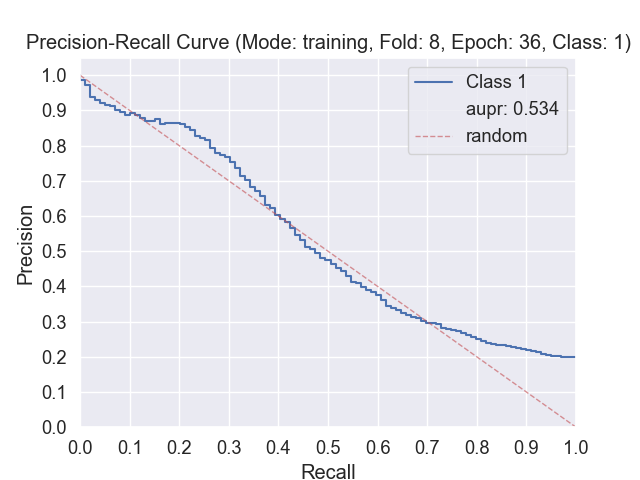 Precision-Recall Curve (Mode: training, Fold: 8, Epoch: 36, Class: 1)
Class 1
aupr: 0.534
random
Precision
1.0
0.9
0.8
0.7
0.6
0.5
0.4
0.3
0.2
0.1
0.0
0.0 0.1 0.2 0.3 0.4 0.5 0.6 0.7 0.8 0.9 1.0
Recall